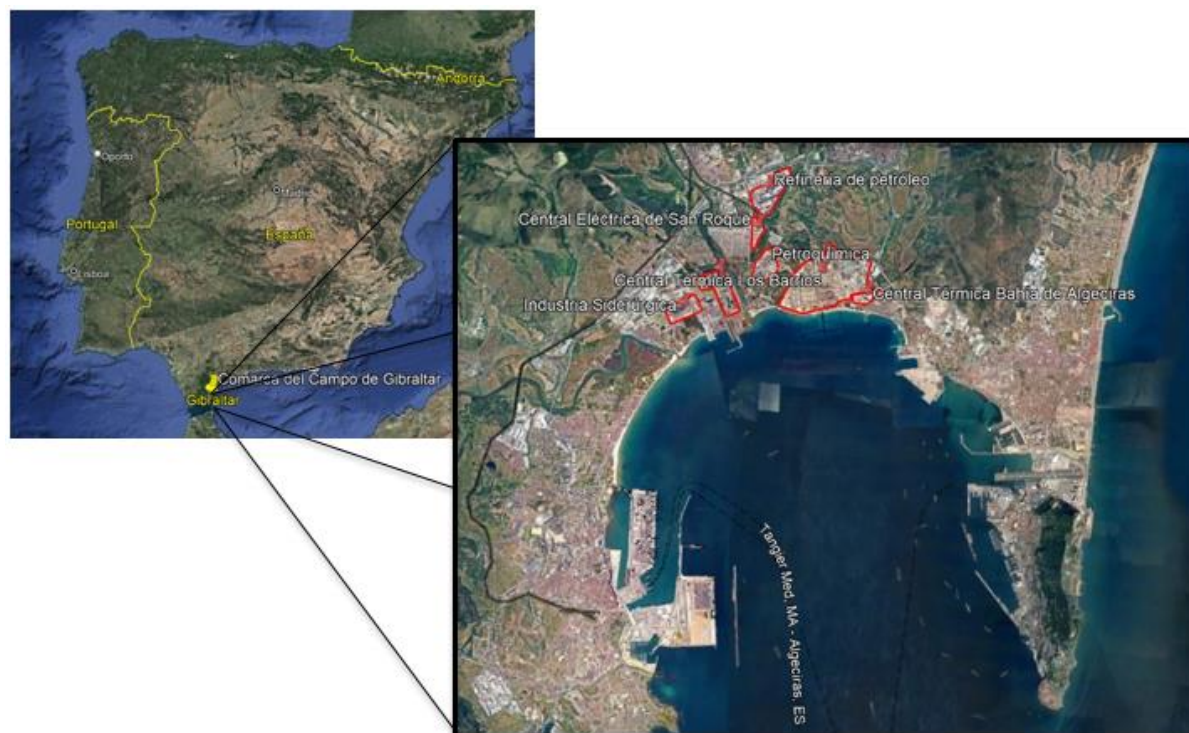 Andorra
Oporto
Madrid
Portugal
España
Lisboa
Comarca del Campo de Gibraltar
Gibraltar
Refinería de petróleo
Central Eléctrica de San Roque
Petroquímica
Central Térmica Los Barrios
Industria Siderúrgica
Central Térmica Bahía de Algeciras
Tangier Med, MA - Algeciras, ES